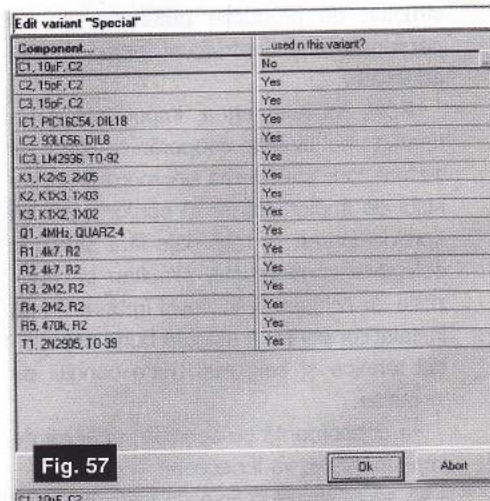 Edit variant "Special"
Component... ...used n this variant?
C1, 10µF, C2 No
C2, 15pF, C2 Yes
C3, 15pF, C2 Yes
IC1, PIC16C54, DIL18 Yes
IC2, 93LC56, DIL8 Yes
IC3, LM2936, TO-92 Yes
K1, K2X5, 2X05 Yes
K2, K1X3, 1X03 Yes
K3, K1X2, 1X02 Yes
Q1, 4MHz, QUARZ-4 Yes
R1, 4k7, R2 Yes
R2, 4k7, R2 Yes
R3, 2M2, R2 Yes
R4, 2M2, R2 Yes
R5, 470k, R2 Yes
T1, 2N2905, TO-39 Yes
Fig. 57
Ok Abort
C1, 10µF, C2